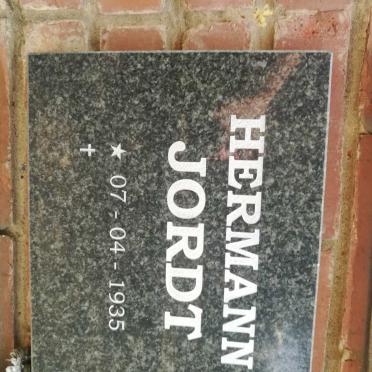 HERMANN
JORDT
★ 07-04-1935
✝